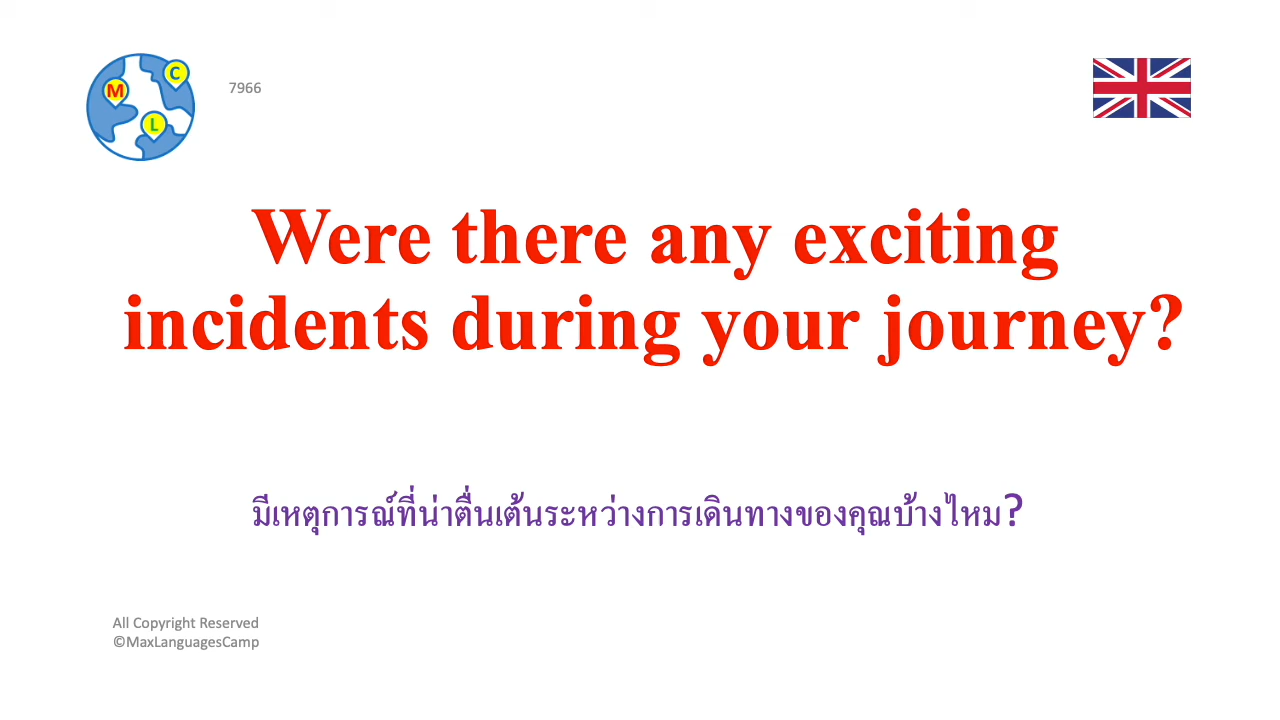 M
C
L
7966
Were there any exciting
incidents during your journey?
มีเหตุการณ์ที่น่าตื่นเต้นระหว่างการเดินทางของคุณบ้างไหม?
All Copyright Reserved
©MaxLanguagesCamp